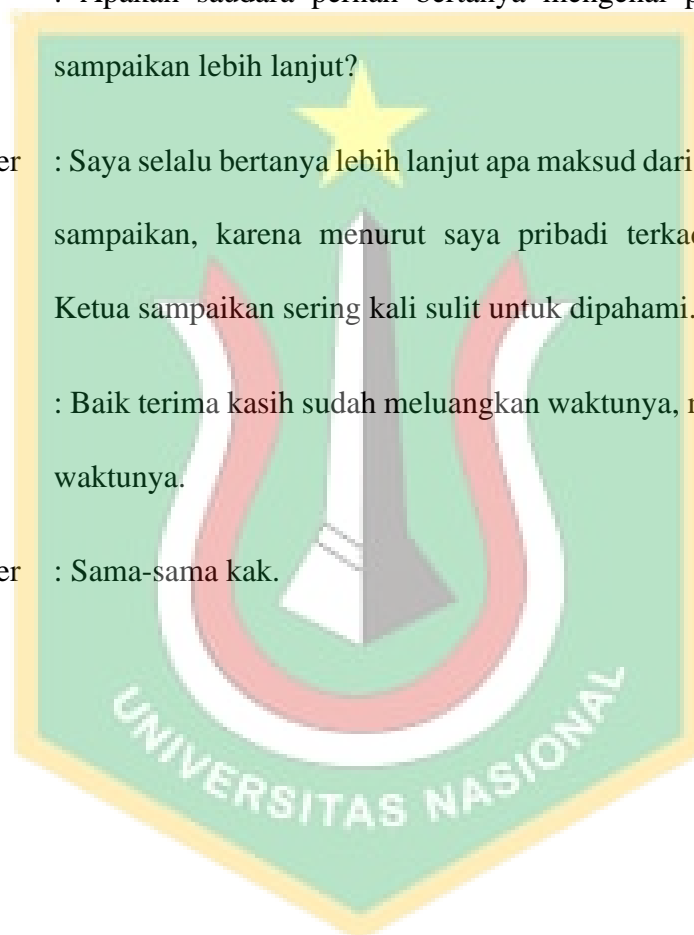 : Apakah saudara pernah bertanya mengenai
sampaikan lebih lanjut?
er : Saya selalu bertanya lebih lanjut apa maksud dari
sampaikan, karena menurut saya pribadi
Ketua sampaikan sering kali sulit untuk dipahami.
: Baik terima kasih sudah meluangkan waktunya,
waktunya.
er : Sama-sama kak.
UNIVERSITAS NASIONAL